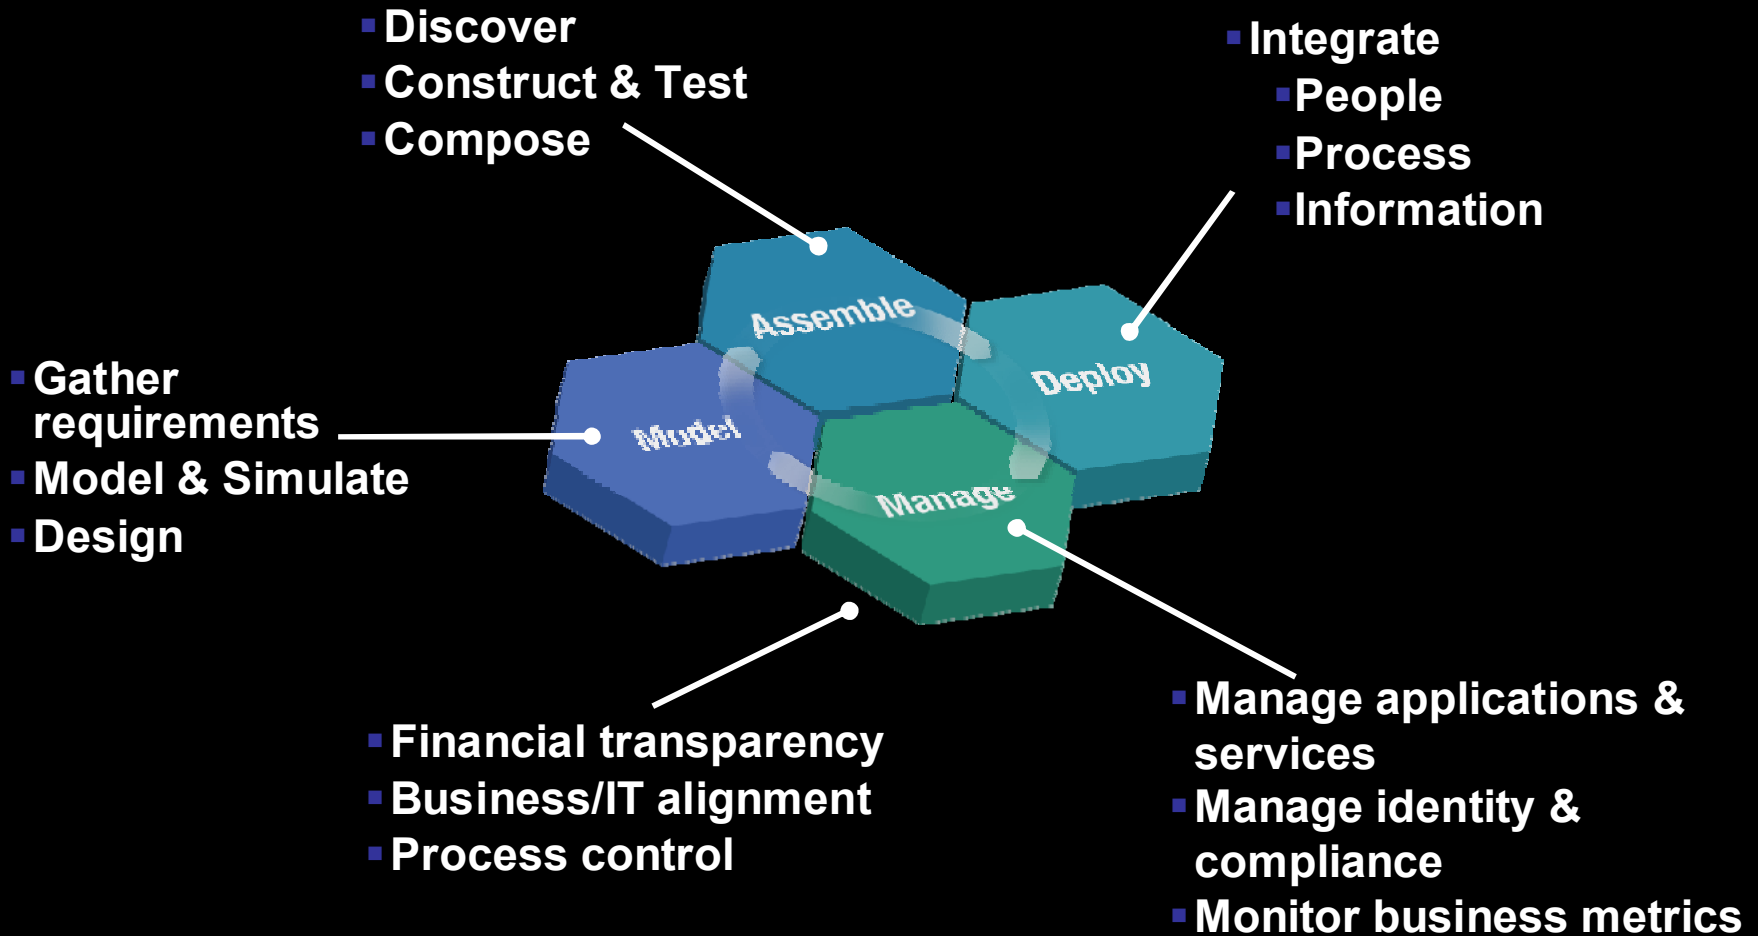 Discover
Construct & Test
Compose
Integrate
People
Process
Information
Assemble
Deploy
Gather
requirements
Model & Simulate
Design
Model
Manage
Financial transparency
Business/IT alignment
Process control
Manage applications &
services
Manage identity &
compliance
Monitor business metrics